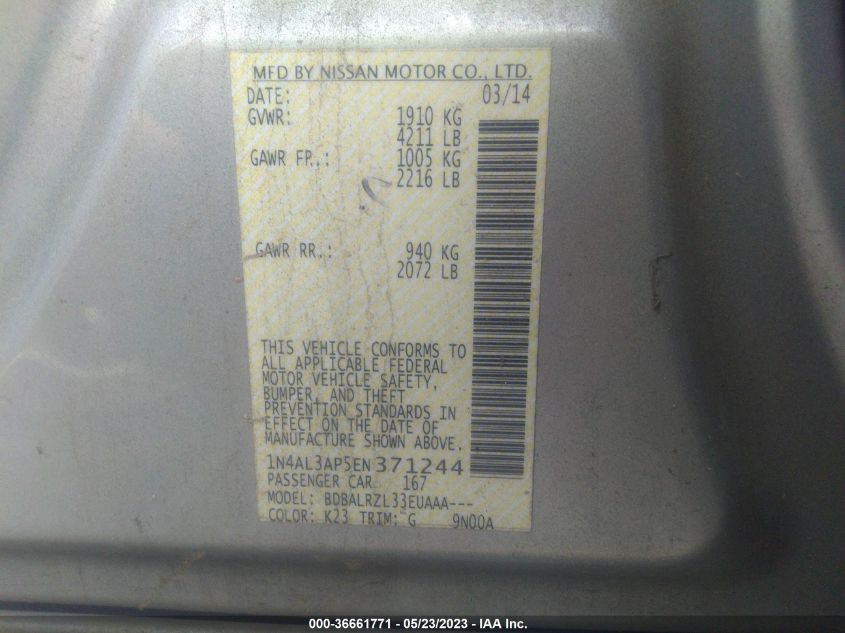 MFD BY NISSAN MOTOR CO., LTD.
DATE: 03/14
GVWR: 1910 KG
4211 LB
GAWR FR.: 1005 KG
2216 LB
GAWR RR.: 940 KG
2072 LB
THIS VEHICLE CONFORMS TO
ALL APPLICABLE FEDERAL
MOTOR VEHICLE SAFETY,
BUMPER, AND THEFT
PREVENTION STANDARDS IN
EFFECT ON THE DATE OF
MANUFACTURE SHOWN ABOVE.
1N4AL3AP5EN371244
PASSENGER CAR 167
MODEL: BDBALRZL33EUAAA---
COLOR: K23 TRIM: G 9N00A
000-36661771 - 05/23/2023 - IAA Inc.